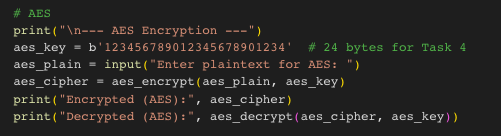 # AES
print("\n--- AES Encryption ---")
aes_key = b'123456789012345678901234'  # 24 bytes for Task 4
aes_plain = input("Enter plaintext for AES: ")
aes_cipher = aes_encrypt(aes_plain, aes_key)
print("Encrypted (AES):", aes_cipher)
print("Decrypted (AES):", aes_decrypt(aes_cipher, aes_key))